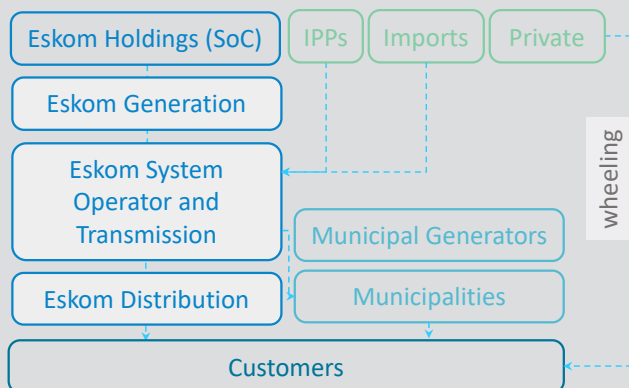 Eskom Holdings (SoC)
IPPs
Imports
Private
Eskom Generation
wheeling
Eskom System
Operator and
Transmission
Municipal Generators
Eskom Distribution
Municipalities
Customers